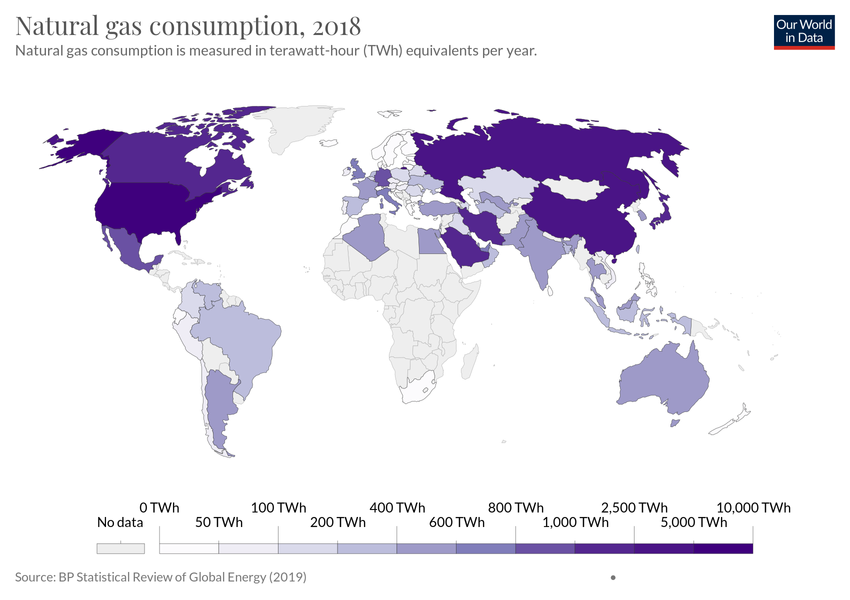 Natural gas consumption, 2018
Our World
in Data
Natural gas consumption is measured in terawatt-hour (TWh) equivalents per year.
0 TWh 100 TWh 400 TWh 800 TWh 2,500 TWh 10,000 TWh
No data 50 TWh 200 TWh 600 TWh 1,000 TWh 5,000 TWh
Source: BP Statistical Review of Global Energy (2019)